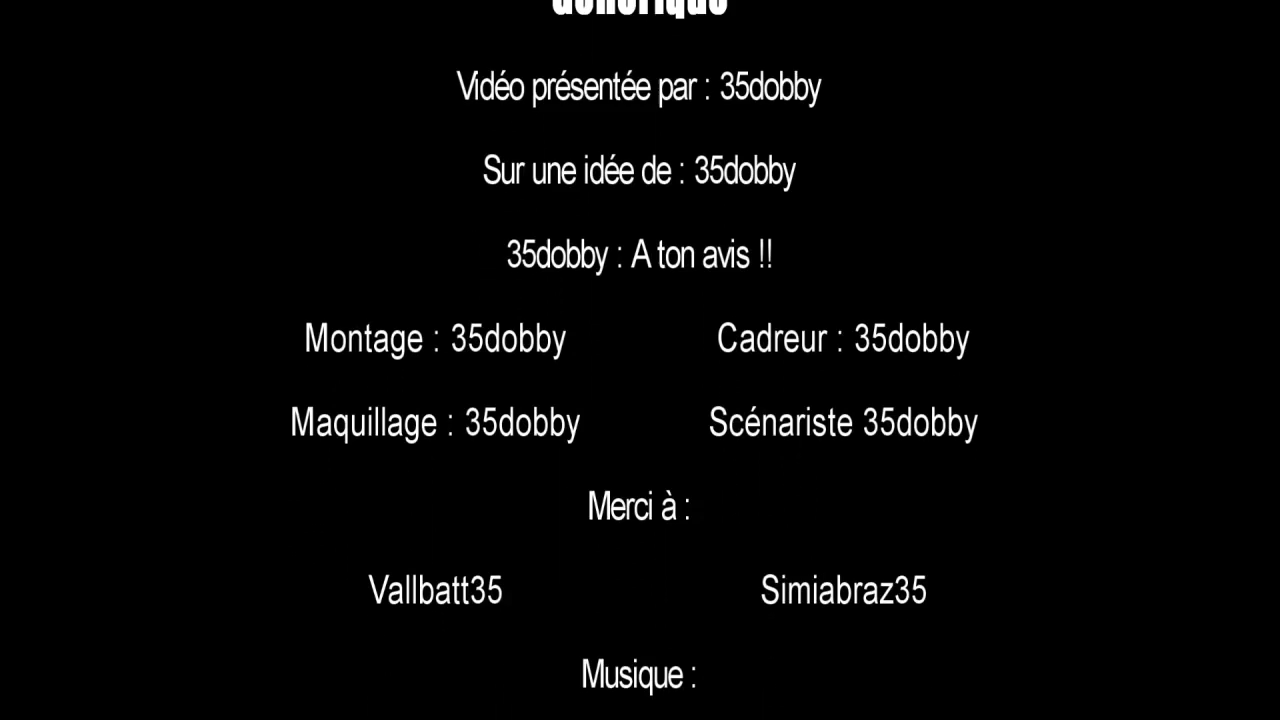 Générique
Vidéo présentée par : 35dobby
Sur une idée de : 35dobby
35dobby : A ton avis !!
Montage : 35dobby Cadreur : 35dobby
Maquillage : 35dobby Scénariste 35dobby
Merci à :
Vallbatt35 Simiabraz35
Musique :